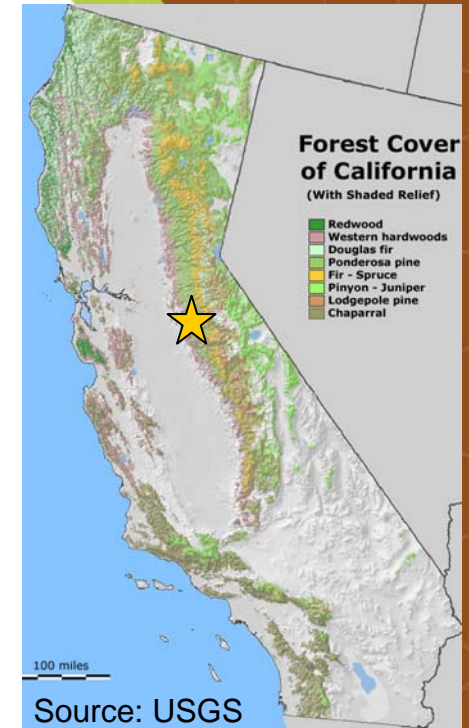 Forest Cover
of California
(With Shaded Relief)
Redwood
Western hardwoods
Douglas fir
Ponderosa pine
Fir - Spruce
Pinyon - Juniper
Lodgepole pine
Chaparral
100 miles
Source: USGS